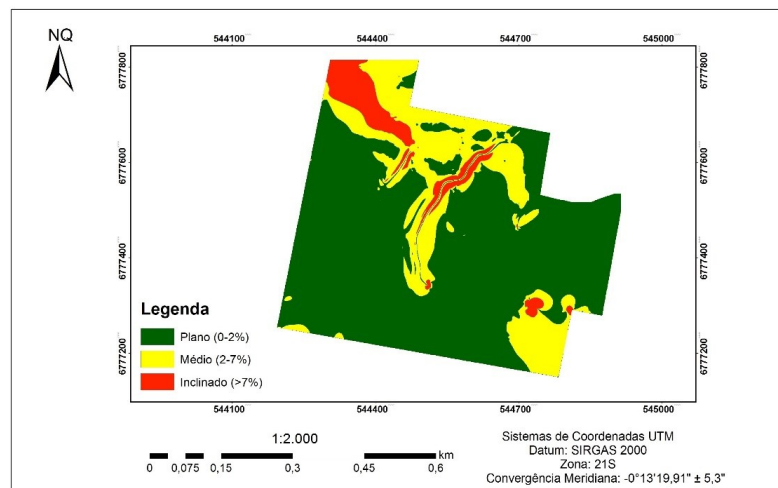 NQ
544100 544400 544700 545000
6777800
6777600
6777400
6777200
6777800
6777600
6777400
6777200
Legenda
Plano (0-2%)
Médio (2-7%)
Inclinado (>7%)
544100 544400 544700 545000
1:2.000
km
0 0,075 0,15 0,3 0,45 0,6
Sistemas de Coordenadas UTM
Datum: SIRGAS 2000
Zona: 21S
Convergência Meridiana: -0°13'19,91" ± 5,3"